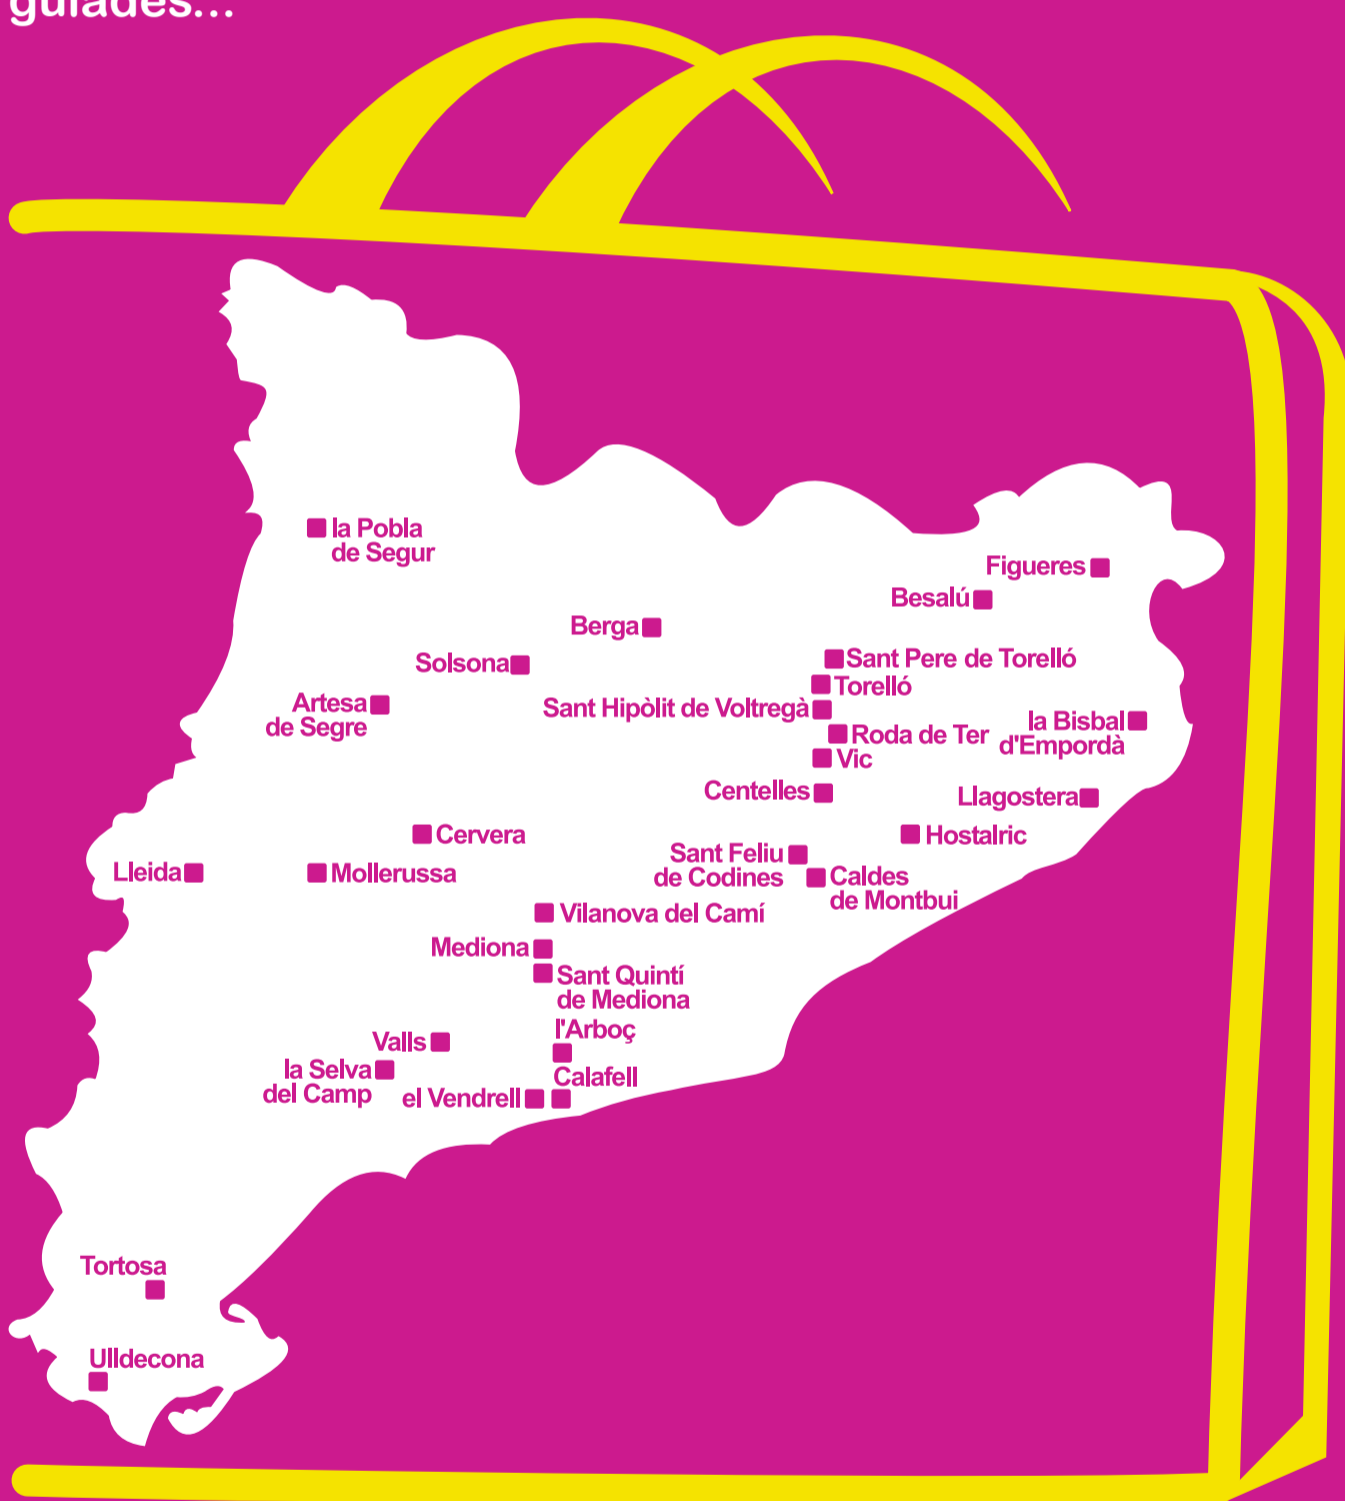 guiades...
la Pobla
de Segur
Figueres
Besalú
Berga
Solsona
Sant Pere de Torelló
Torelló
Artesa
de Segre
Sant Hipòlit de Voltregà
la Bisbal
d'Empordà
Roda de Ter
Vic
Centelles
Llagostera
Cervera
Hostalric
Sant Feliu
de Codines
Lleida
Mollerussa
Caldes
de Montbui
Vilanova del Camí
Mediona
Sant Quintí
de Mediona
l'Arboç
Valls
la Selva
del Camp
Calafell
el Vendrell
Tortosa
Ulldecona